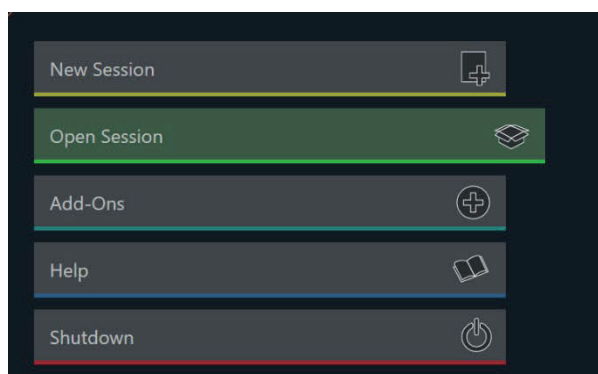 New Session
Open Session
Add-Ons
Help
Shutdown